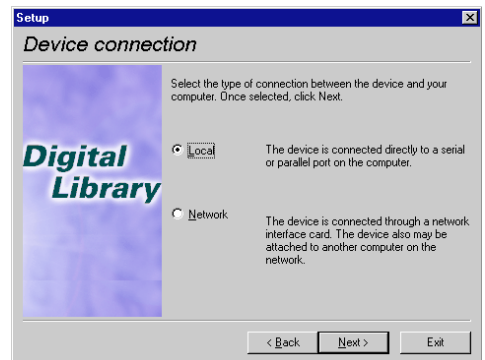 Setup
Device connection
Select the type of connection between the device and your
computer. Once selected, click Next.
Digital
Library
Local
The device is connected directly to a serial
or parallel port on the computer.
Network
The device is connected through a network
interface card. The device also may be
attached to another computer on the
network.
< Back
Next >
Exit